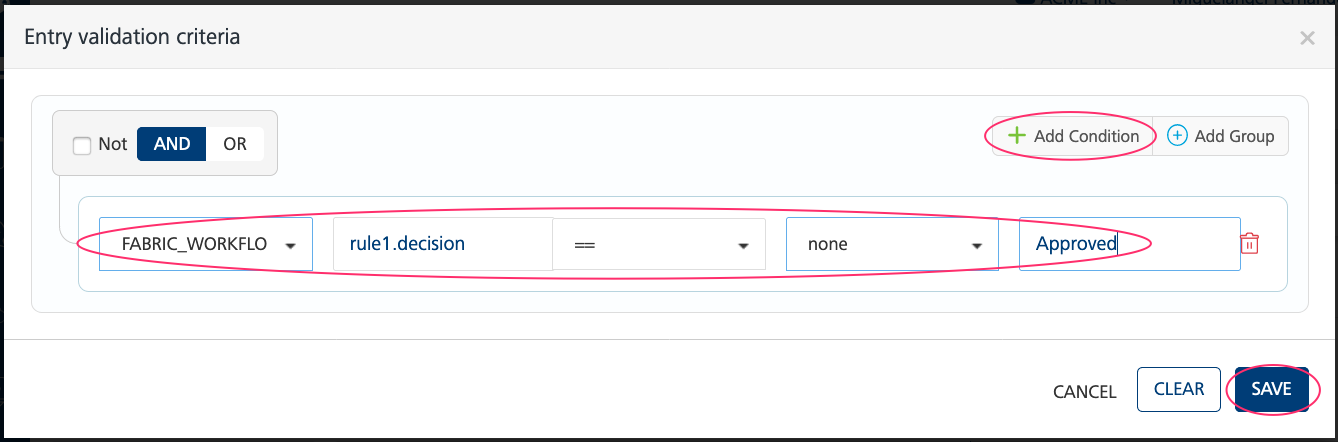 Entry validation criteria
Not AND OR
+ Add Condition
Add Group
FABRIC_WORKFLO rule1.decision == none Approved
CANCEL CLEAR SAVE